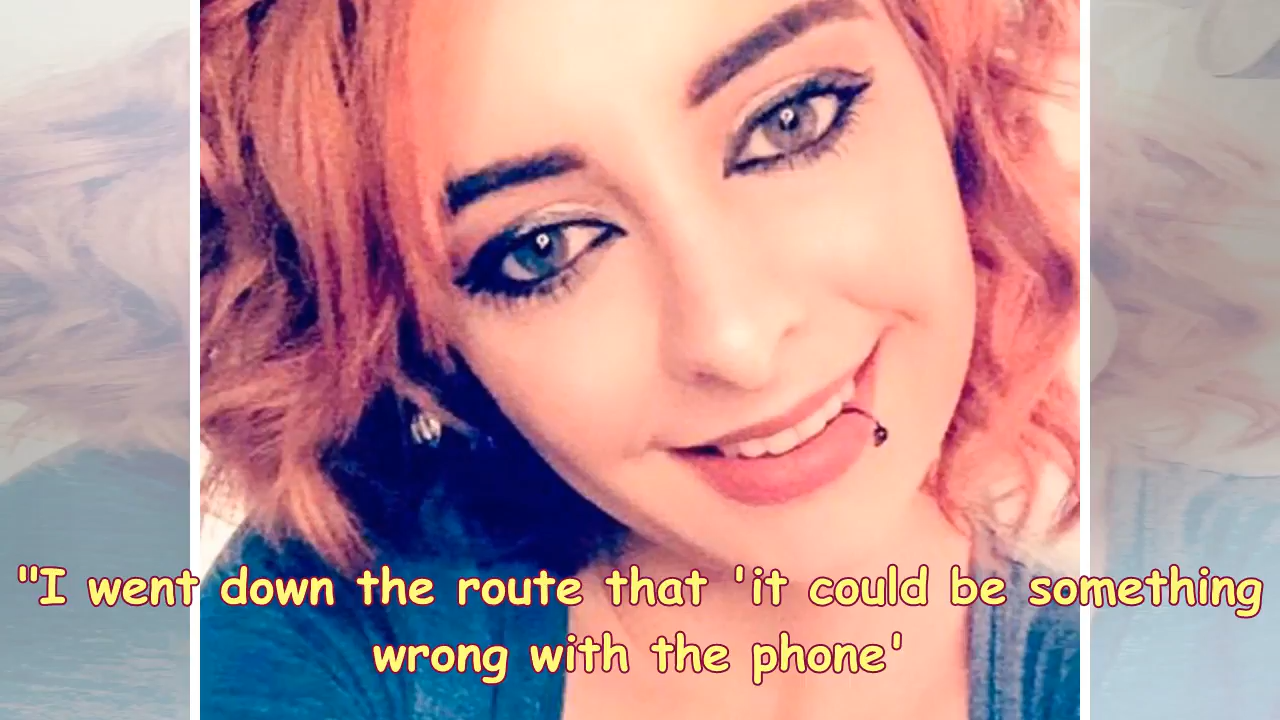 "I went down the route that 'it could be something
wrong with the phone'